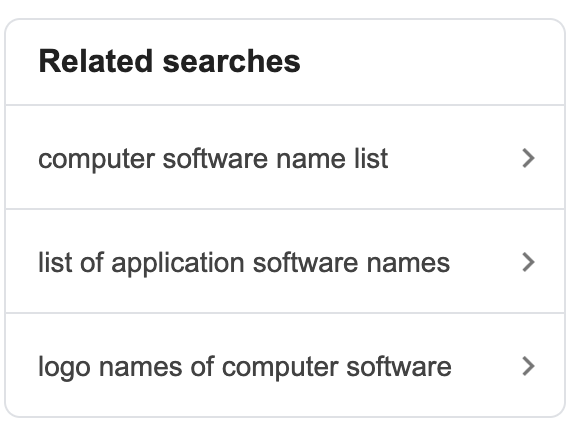 Related searches
computer software name list
list of application software names
logo names of computer software